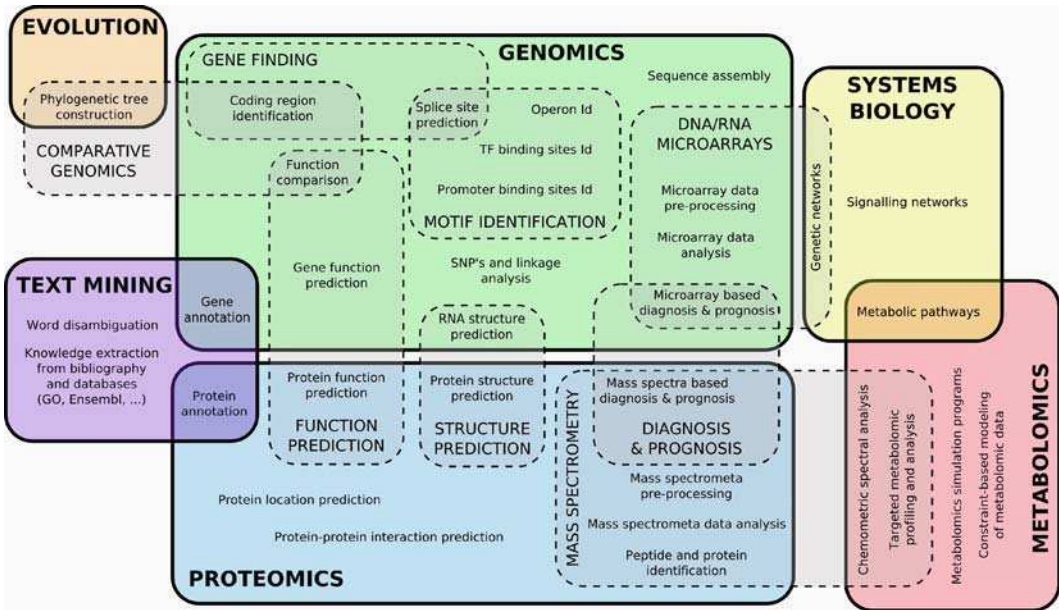 EVOLUTION
Phylogenetic tree
construction
COMPARATIVE
GENOMICS
GENOMICS
GENE FINDING
Coding region
identification
Function
comparison
Splice site
prediction
Operon Id
TF binding sites Id
Promoter binding sites Id
MOTIF IDENTIFICATION
Sequence assembly
DNA/RNA
MICROARRAYS
Microarray data
pre-processing
Microarray data
analysis
Microarray based
diagnosis & prognosis
Genetic networks
SYSTEMS
BIOLOGY
Signalling networks
Metabolic pathways
Gene function
prediction
SNP's and linkage
analysis
RNA structure
prediction
TEXT MINING
Word disambiguation
Knowledge extraction
from bibliography
and databases
(GO, Ensembl, ...)
Gene
annotation
Protein
annotation
Protein function
prediction
FUNCTION
PREDICTION
Protein structure
prediction
STRUCTURE
PREDICTION
MASS SPECTROMETRY
Mass spectra based
diagnosis & prognosis
DIAGNOSIS
& PROGNOSIS
Mass spectrometa
pre-processing
Mass spectrometa data analysis
Peptide and protein
identification
Protein location prediction
Protein-protein interaction prediction
PROTEOMICS
Chemometric spectral analysis
Targeted metabolomic
profiling and analysis
Metabolomics simulation programs
Constraint-based modeling
of metabolomic data
METABOLOMICS